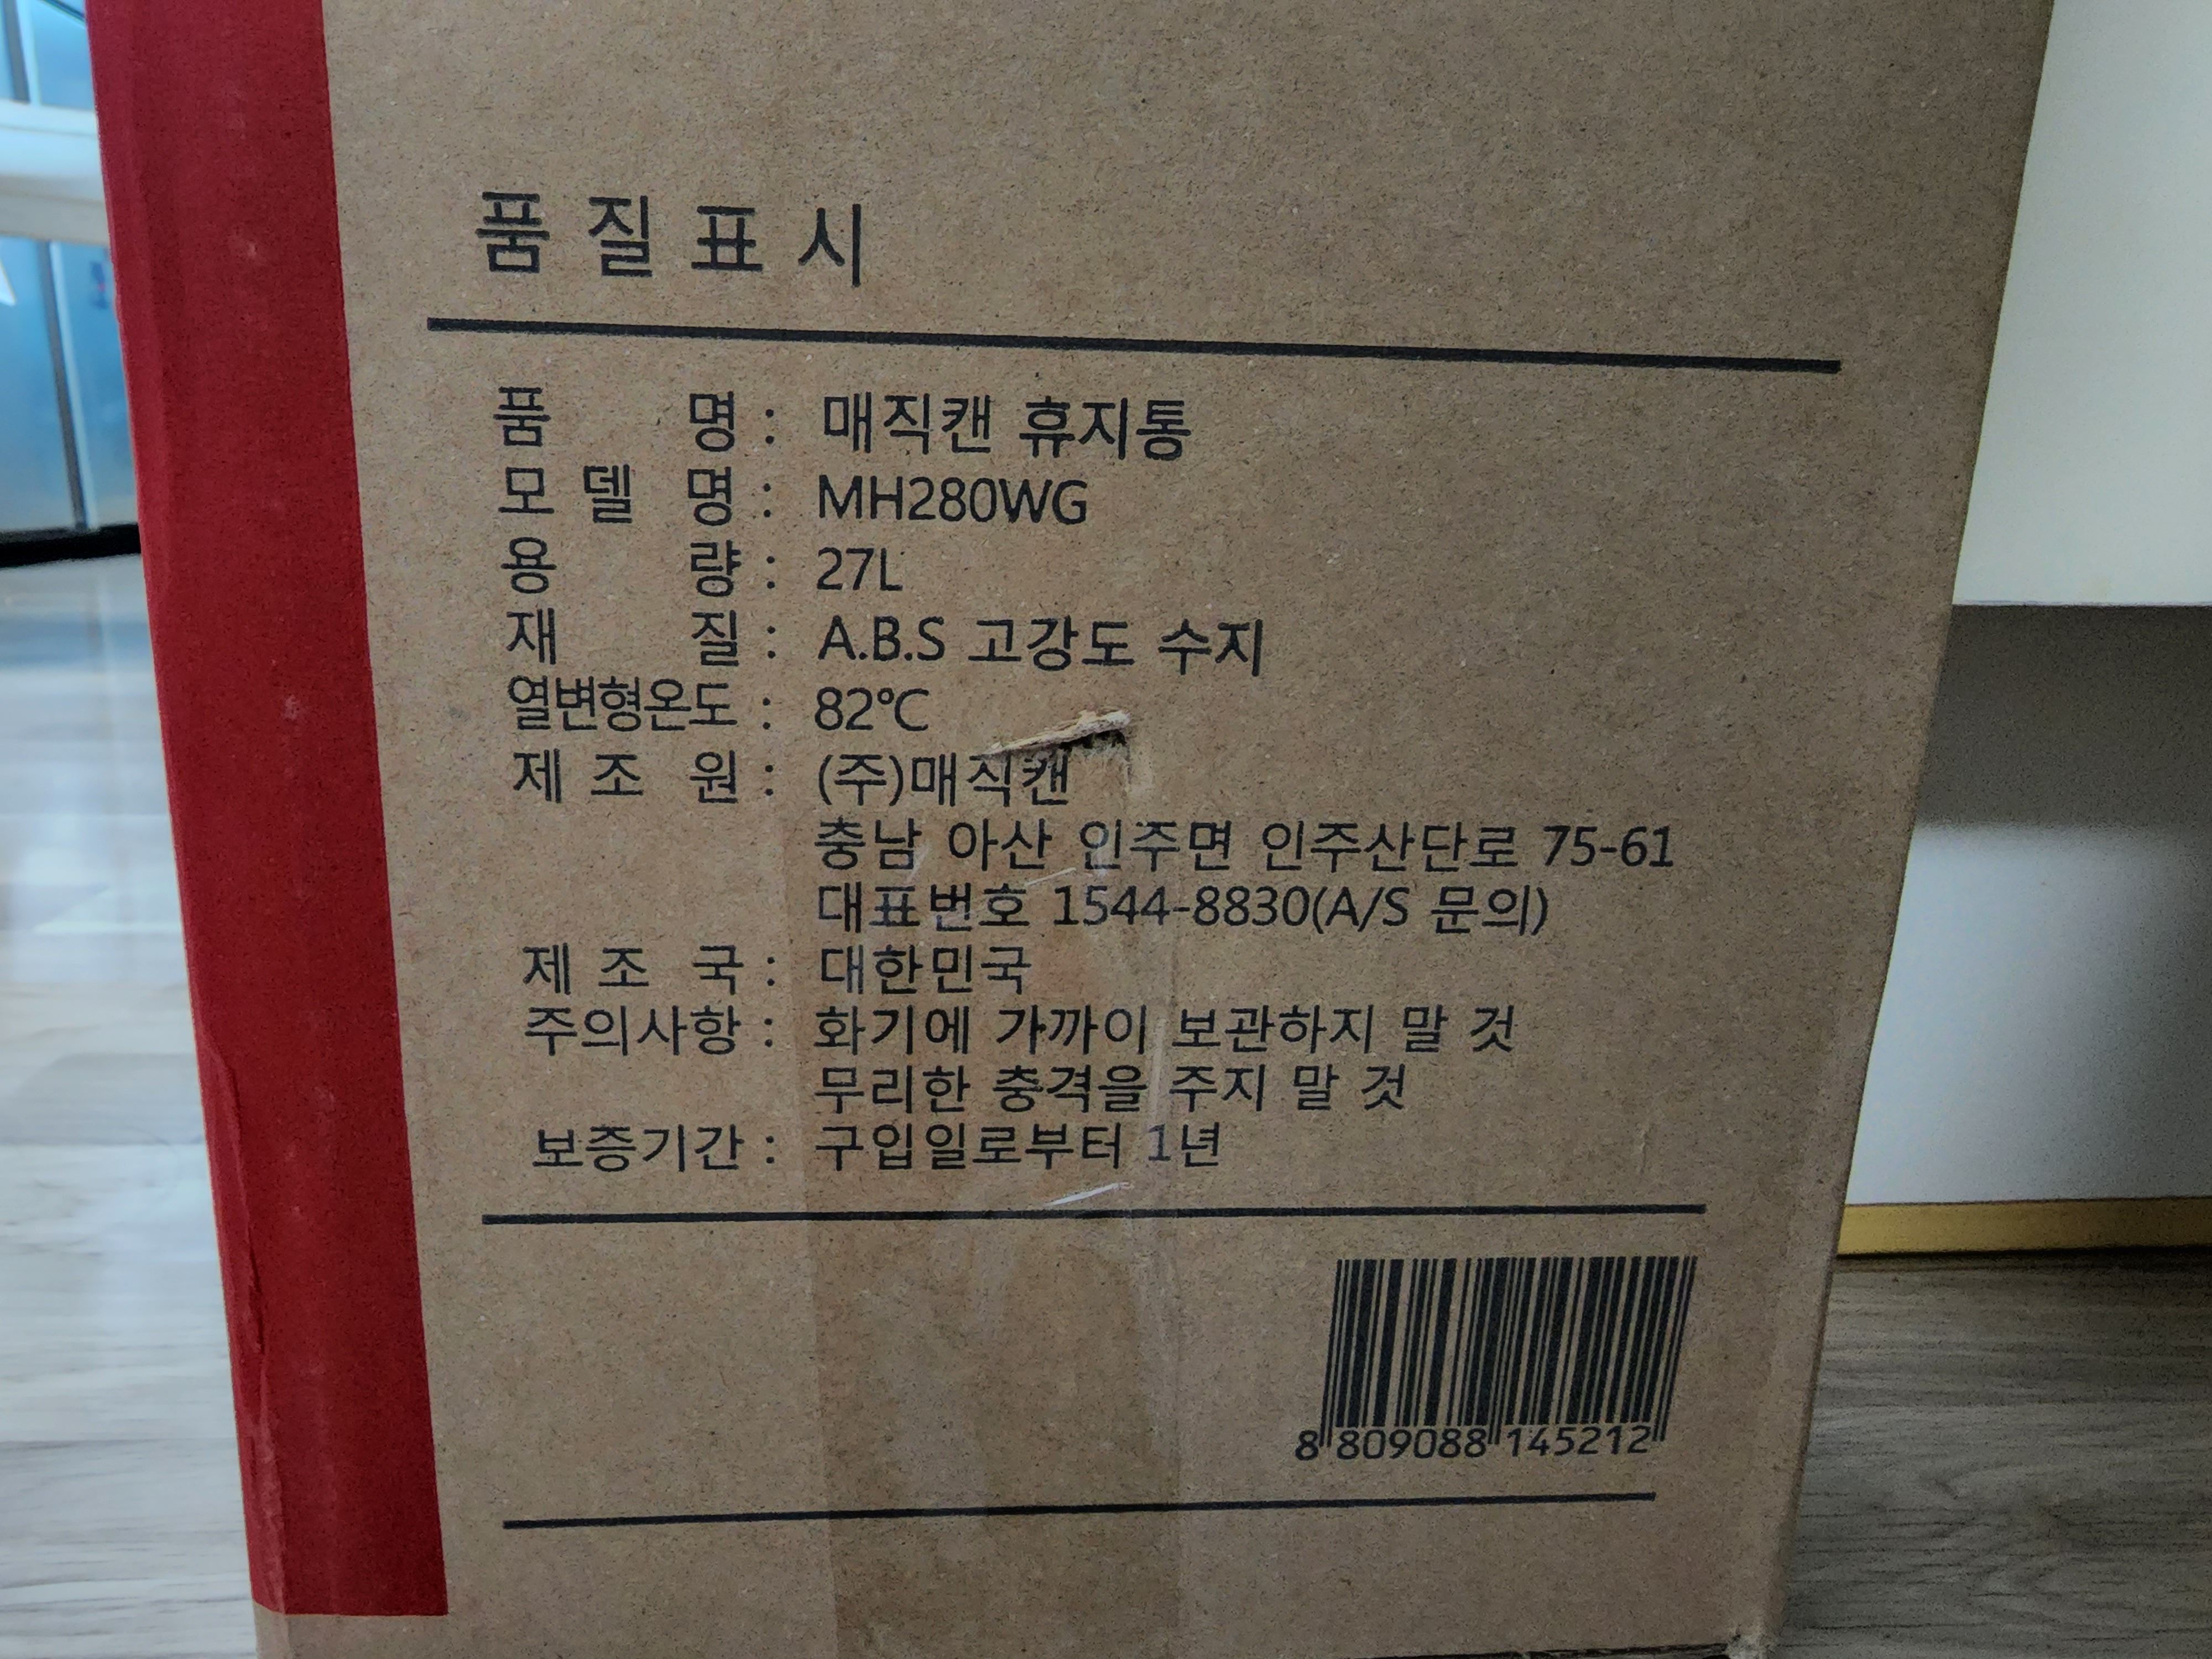 품질표시
품 명 : 매직캔 휴지통
모델명 : MH280WG
용 량 : 27L
재 질 : A.B.S 고강도 수지
열변형온도 : 82℃
제조원 : (주)매직캔
충남 아산 인주면 인주산단로 75-61
대표번호 1544-8830(A/S 문의)
제조국 : 대한민국
주의사항 : 화기에 가까이 보관하지 말 것
무리한 충격을 주지 말 것
보증기간 : 구입일로부터 1년
8 809088 145212